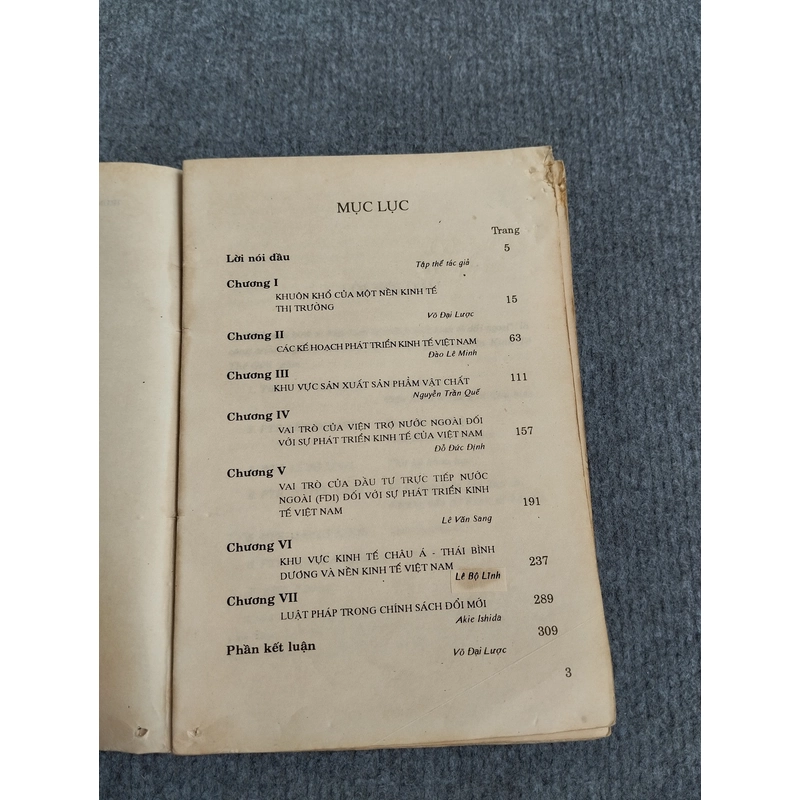 MỤC LỤC
Trang
Lời nói đầu 5
Tập thể tác giả
Chương I
KHUÔN KHỔ CỦA MỘT NỀN KINH TẾ
THỊ TRƯỜNG 15
Võ Đại Lược
Chương II
CÁC KẾ HOẠCH PHÁT TRIỂN KINH TẾ VIỆT NAM 63
Đào Lê Minh
Chương III
KHU VỰC SẢN XUẤT SẢN PHẨM VẬT CHẤT 111
Nguyễn Trần Quế
Chương IV
VAI TRÒ CỦA VIỆN TRỢ NƯỚC NGOÀI ĐỐI
VỚI SỰ PHÁT TRIỂN KINH TẾ CỦA VIỆT NAM 157
Đỗ Đức Định
Chương V
VAI TRÒ CỦA ĐẦU TƯ TRỰC TIẾP NƯỚC
NGOÀI (FDI) ĐỐI VỚI SỰ PHÁT TRIỂN KINH
TẾ VIỆT NAM 191
Lê Văn Sang
Chương VI
KHU VỰC KINH TẾ CHÂU Á - THÁI BÌNH
DƯƠNG VÀ NỀN KINH TẾ VIỆT NAM 237
Lê Bộ Lĩnh
Chương VII
LUẬT PHÁP TRONG CHÍNH SÁCH ĐỔI MỚI 289
Akie Ishida
Phần kết luận 309
Võ Đại Lược
3